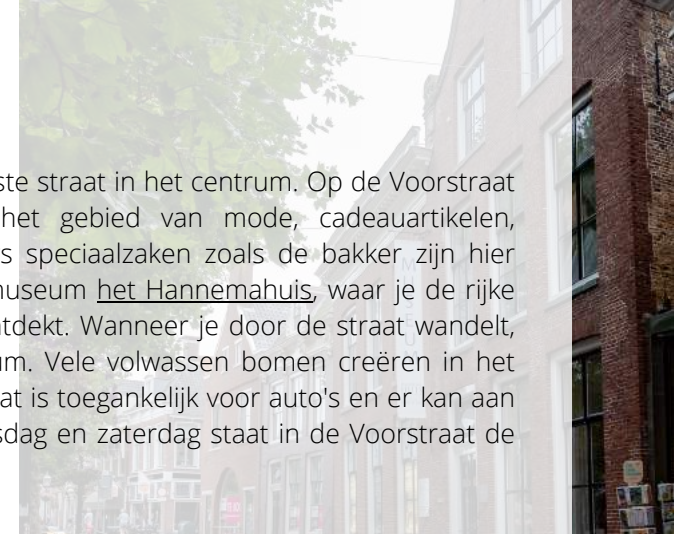 ste straat in het centrum. Op de Voorstraat
het gebied van mode, cadeauartikelen,
s speciaalzaken zoals de bakker zijn hier
museum het Hannemahuis, waar je de rijke
ntdekt. Wanneer je door de straat wandelt,
um. Vele volwassen bomen creëren in het
at is toegankelijk voor auto's en er kan aan
sdag en zaterdag staat in de Voorstraat de